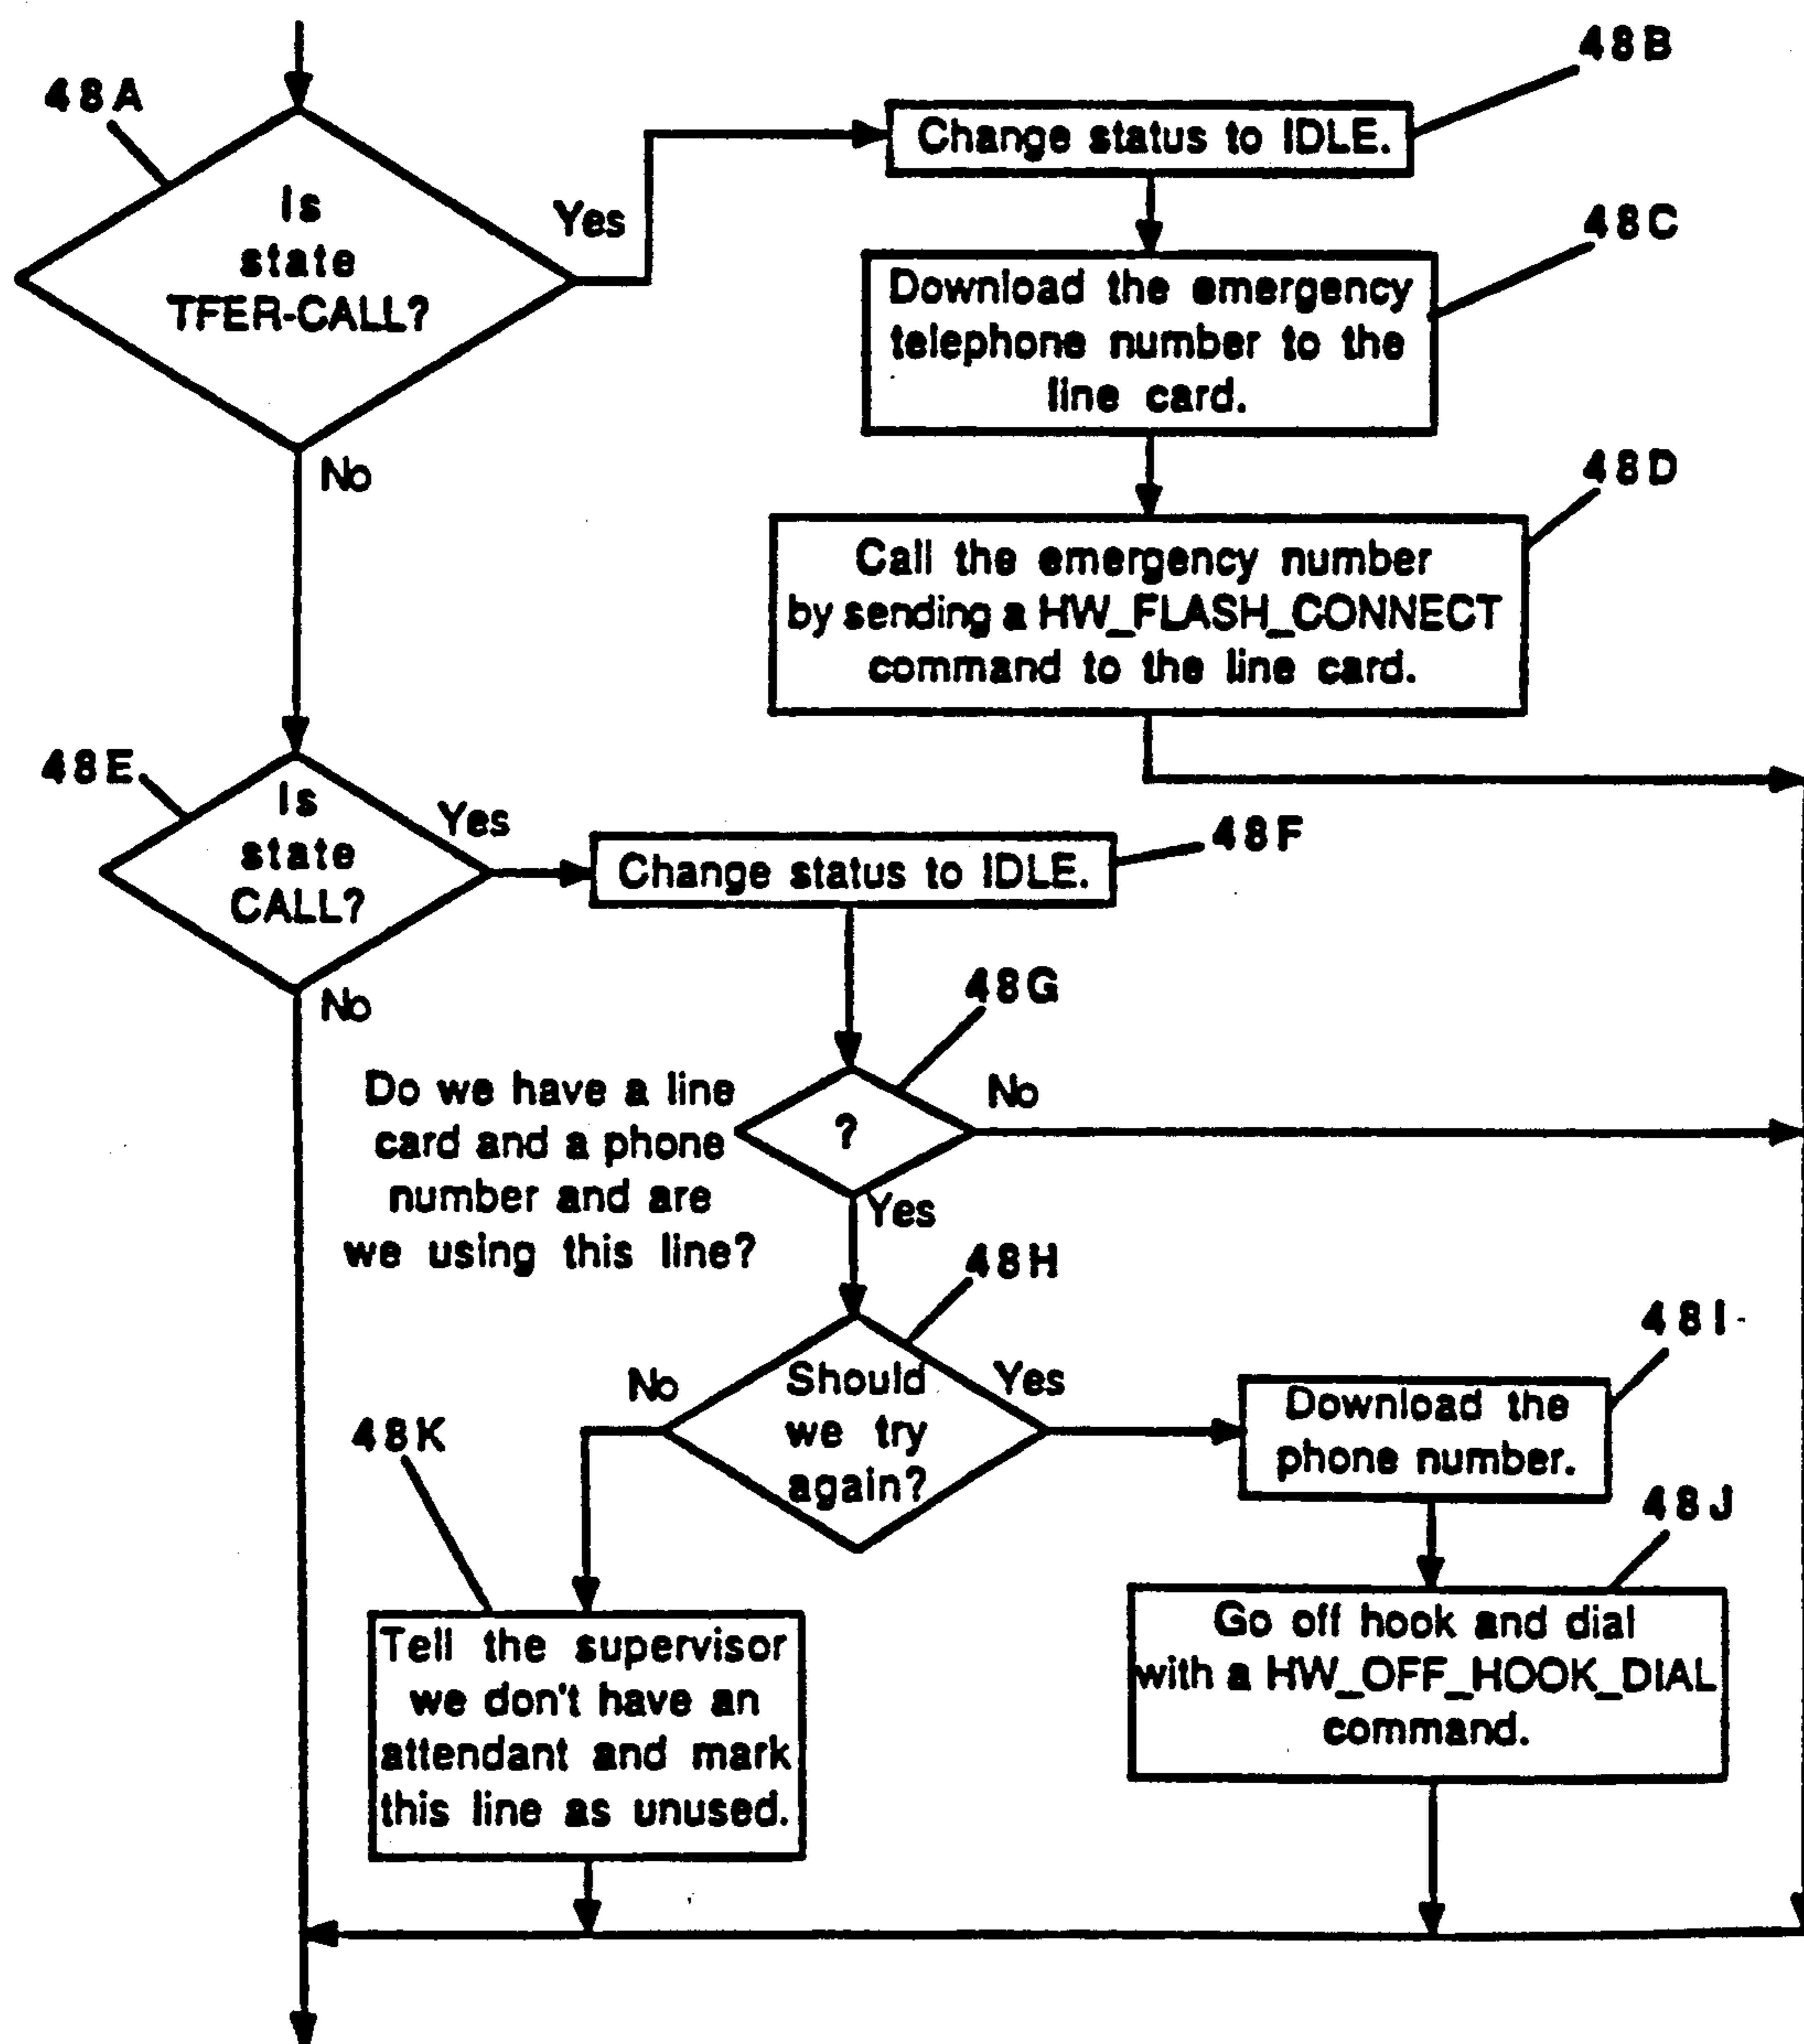 48A
Is
state
TFER-CALL?
Yes
No
48B
Change status to IDLE.
48C
Download the emergency
telephone number to the
line card.
48D
Call the emergency number
by sending a HW_FLASH_CONNECT
command to the line card.
48E
Is
state
CALL?
Yes
No
48F
Change status to IDLE.
48G
Do we have a line
card and a phone
number and are
we using this line?
?
No
Yes
48H
Should
we try
again?
No
Yes
48I
Download the
phone number.
48J
Go off hook and dial
with a HW_OFF_HOOK_DIAL
command.
48K
Tell the supervisor
we don't have an
attendant and mark
this line as unused.